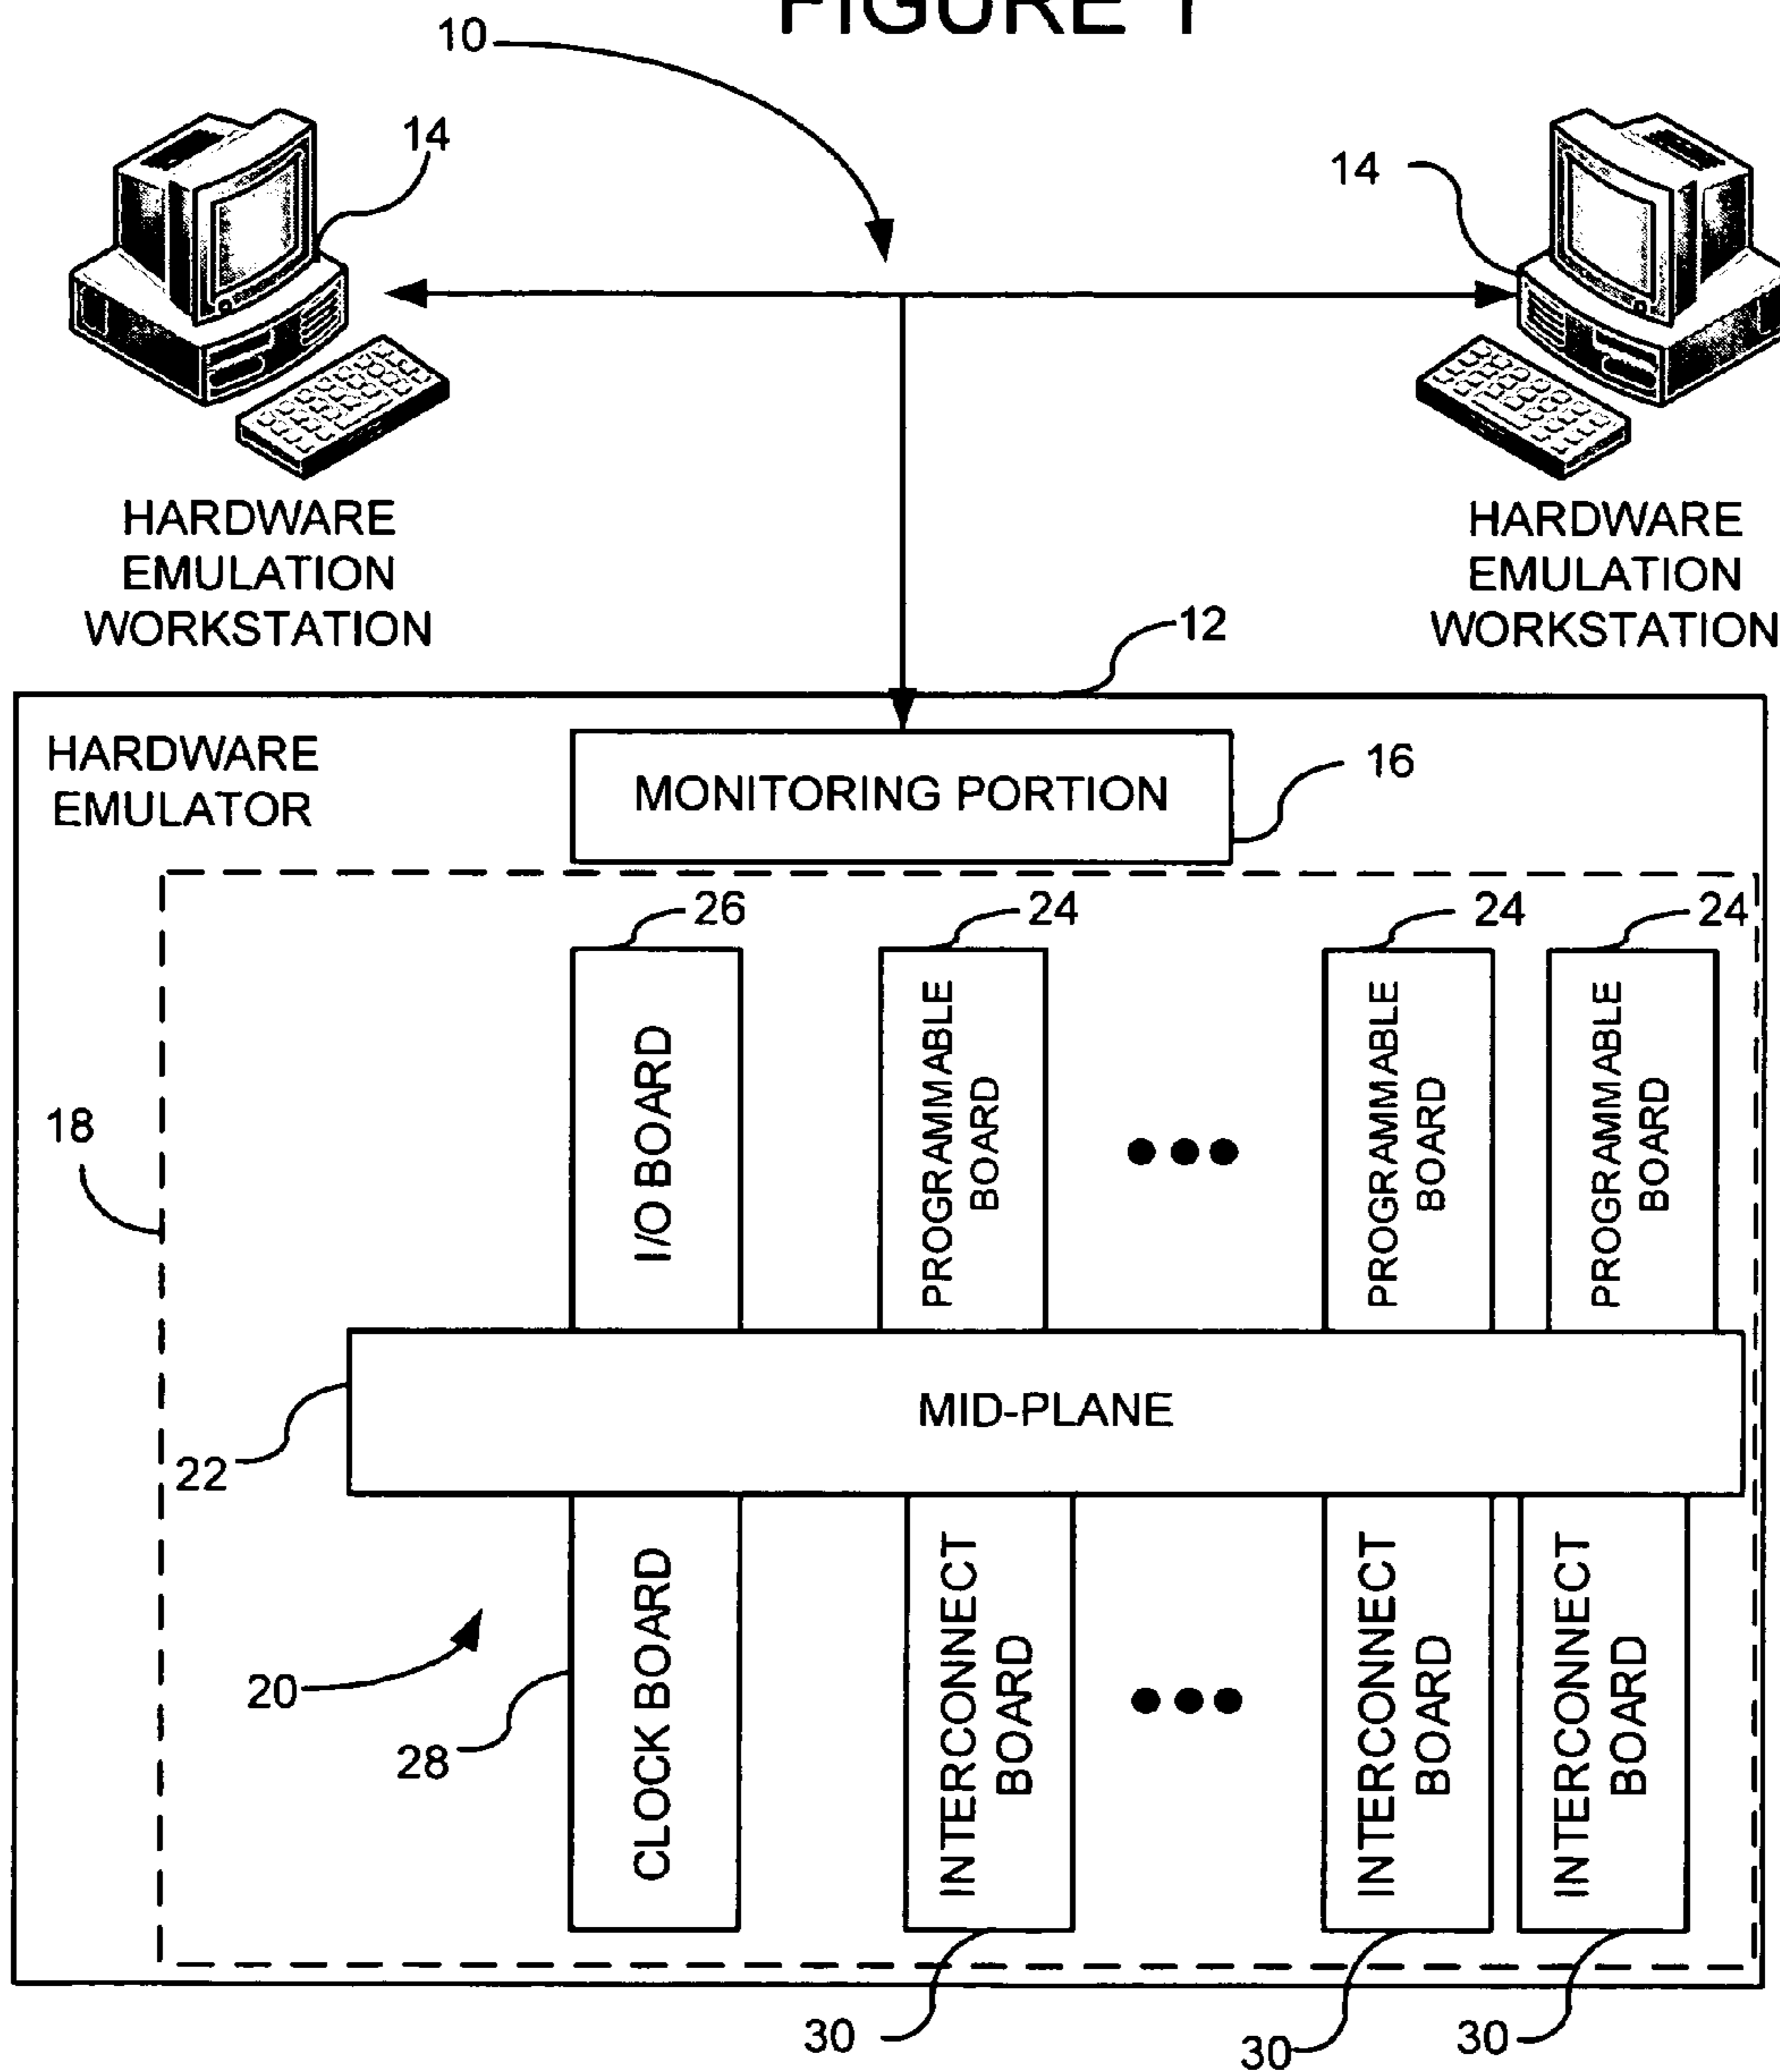 FIGURE 1
10
14
14
HARDWARE
EMULATION
WORKSTATION
HARDWARE
EMULATION
WORKSTATION
12
HARDWARE
EMULATOR
MONITORING PORTION
16
26
24
24
24
I/O BOARD
PROGRAMMABLE
BOARD
PROGRAMMABLE
BOARD
PROGRAMMABLE
BOARD
18
MID-PLANE
22
CLOCK BOARD
INTERCONNECT
BOARD
INTERCONNECT
BOARD
INTERCONNECT
BOARD
20
28
30
30
30